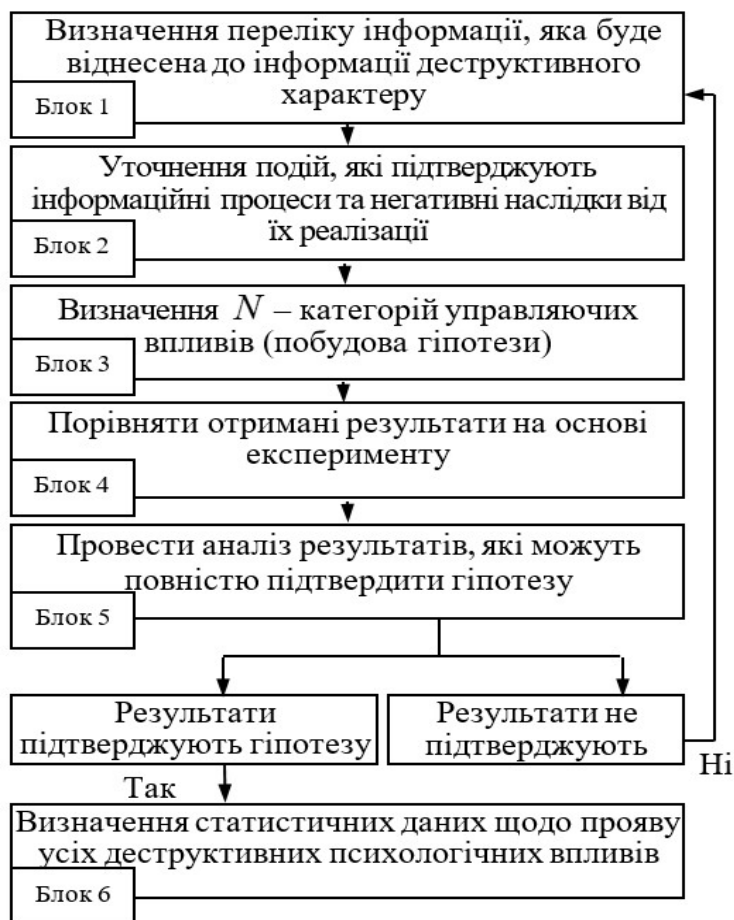 Визначення переліку інформації, яка буде
віднесена до інформації деструктивного
характеру
Блок 1
Уточнення подій, які підтверджують
інформаційні процеси та негативні наслідки від
їх реалізації
Блок 2
Визначення N – категорій управляючих
впливів (побудова гіпотези)
Блок 3
Порівняти отримані результати на основі
експерименту
Блок 4
Провести аналіз результатів, які можуть
повністю підтвердити гіпотезу
Блок 5
Результати
підтверджують гіпотезу
Результати не
підтверджують
Ні
Так
Визначення статистичних даних щодо прояву
усіх деструктивних психологічних впливів
Блок 6